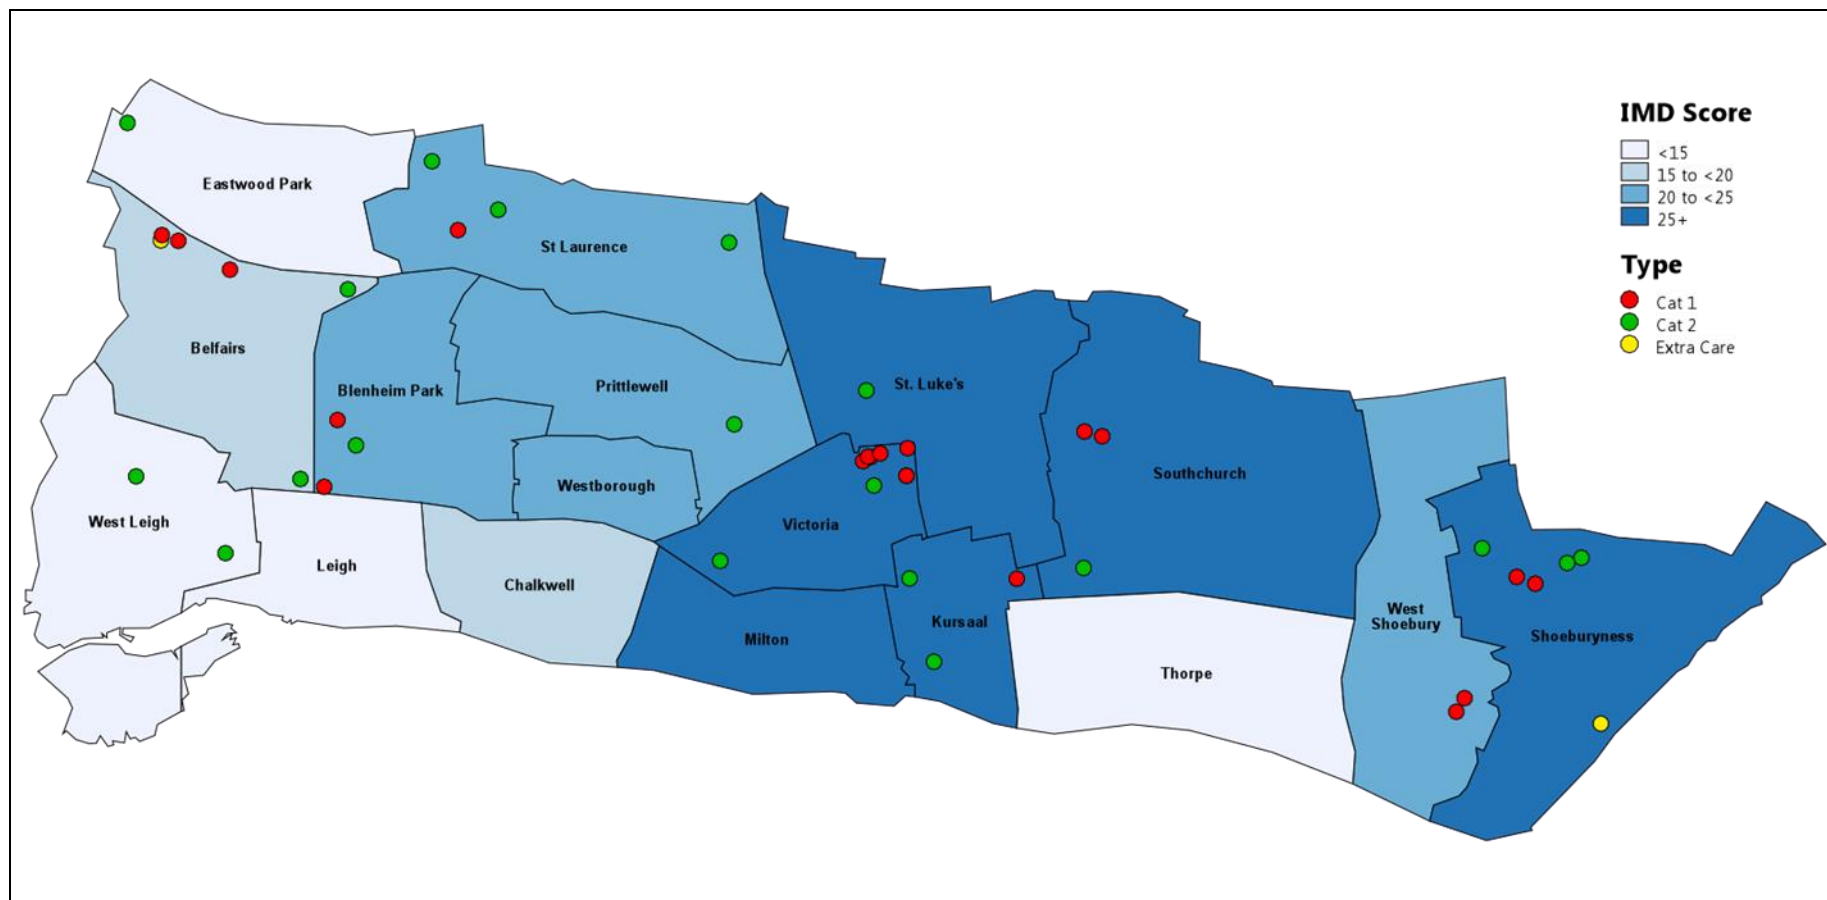 IMD Score
<15
15 to <20
20 to <25
25+
Type
Cat 1
Cat 2
Extra Care
Eastwood Park
St Laurence
Belfairs
Blenheim Park
Prittlewell
St. Luke's
Southchurch
Westborough
West Leigh
Victoria
Leigh
Chalkwell
Milton
Kursaal
Thorpe
West
Shoebury
Shoeburyness